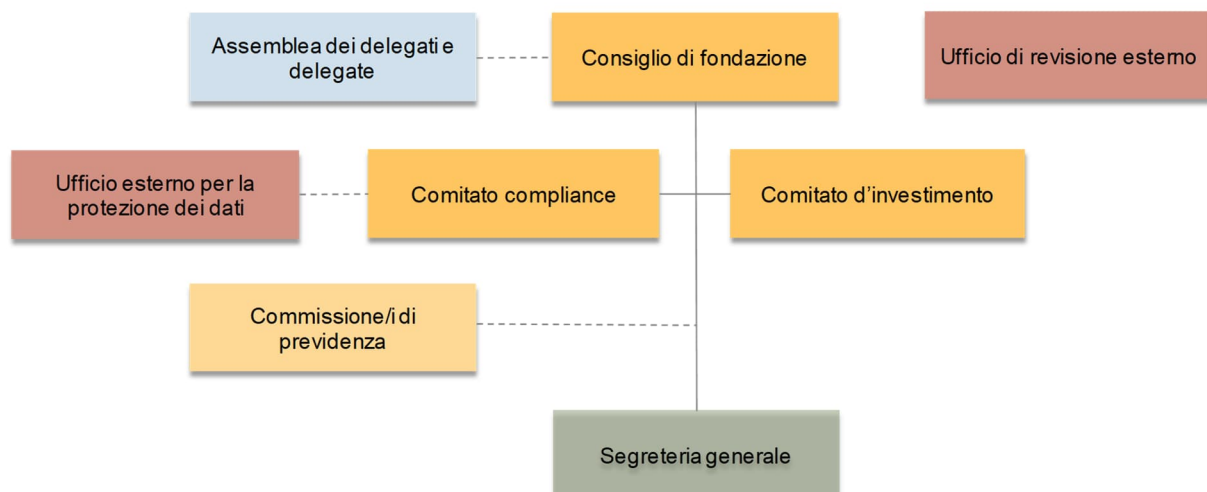 Assemblea dei delegati e
delegate
Consiglio di fondazione
Ufficio di revisione esterno
Ufficio esterno per la
protezione dei dati
Comitato compliance
Comitato d’investimento
Commissione/i di
previdenza
Segreteria generale